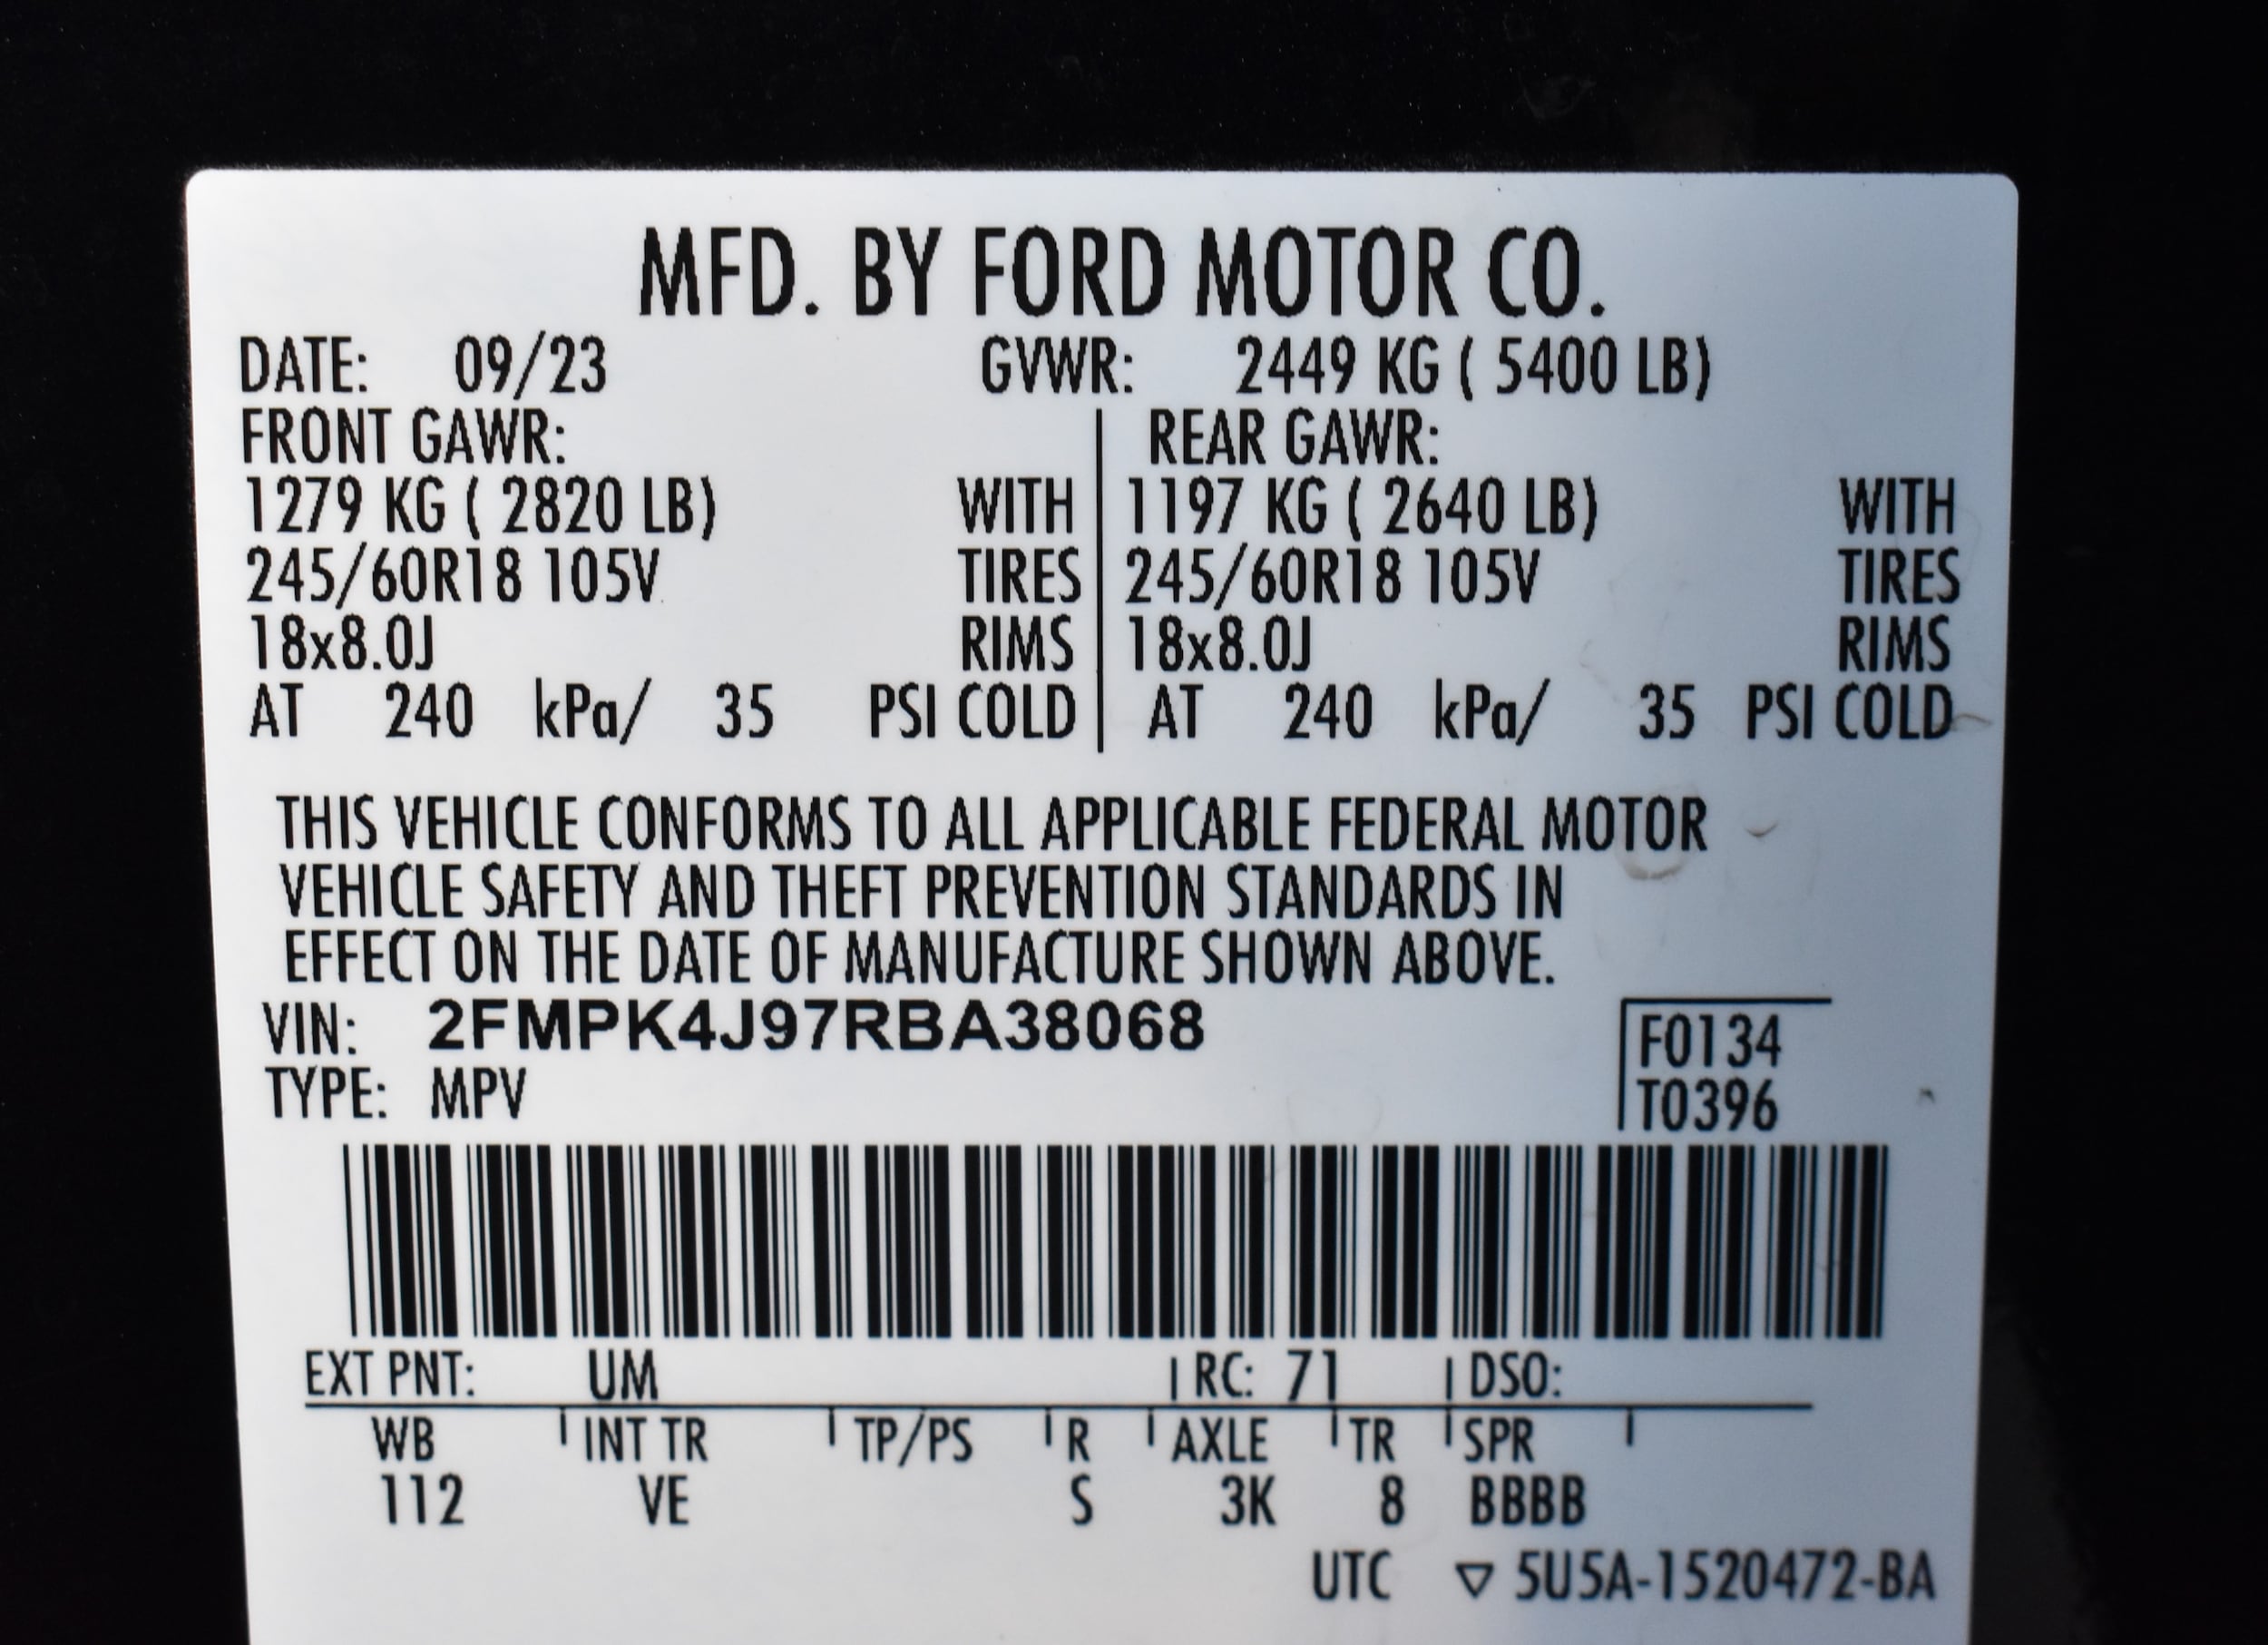 MFD. BY FORD MOTOR CO.
DATE: 09/23 GVWR: 2449 KG ( 5400 LB)
FRONT GAWR: REAR GAWR:
1279 KG ( 2820 LB) WITH 1197 KG ( 2640 LB) WITH
245/60R18 105V TIRES 245/60R18 105V TIRES
18x8.0J RIMS 18x8.0J RIMS
AT 240 kPa/ 35 PSI COLD AT 240 kPa/ 35 PSI COLD
THIS VEHICLE CONFORMS TO ALL APPLICABLE FEDERAL MOTOR
VEHICLE SAFETY AND THEFT PREVENTION STANDARDS IN
EFFECT ON THE DATE OF MANUFACTURE SHOWN ABOVE.
VIN: 2FMPK4J97RBA38068 F0134
TYPE: MPV T0396
EXT PNT: UM RC: 71 DSO:
WB INT TR TP/PS R AXLE TR SPR
112 VE S 3K 8 BBBB
UTC ▽ 5U5A-1520472-BA